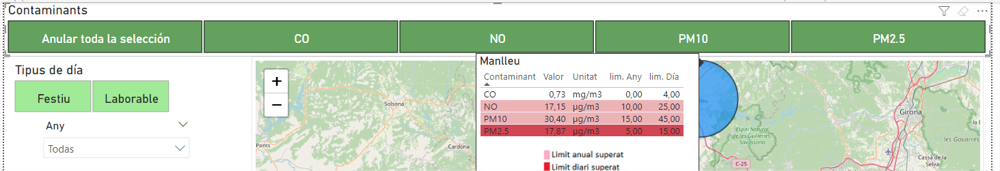 Contaminants
Anular toda la selección
CO
NO
PM10
PM2.5
Tipus de día
Festiu
Laborable
Any
Todas
+
−
Solsona
Ponts
Cardona
Manlleu
Contaminant Valor Unitat lim. Any lim. Día
CO 0,73 mg/m3 0,00 4,00
NO 17,15 µg/m3 10,00 25,00
PM10 30,40 µg/m3 15,00 45,00
PM2.5 17,87 µg/m3 5,00 15,00
Limit anual superat
Limit diari superat
Espai Natural
de les Guilleries
Savassona
Girona
les Gavarres
Cassà de la
Selva
C-25